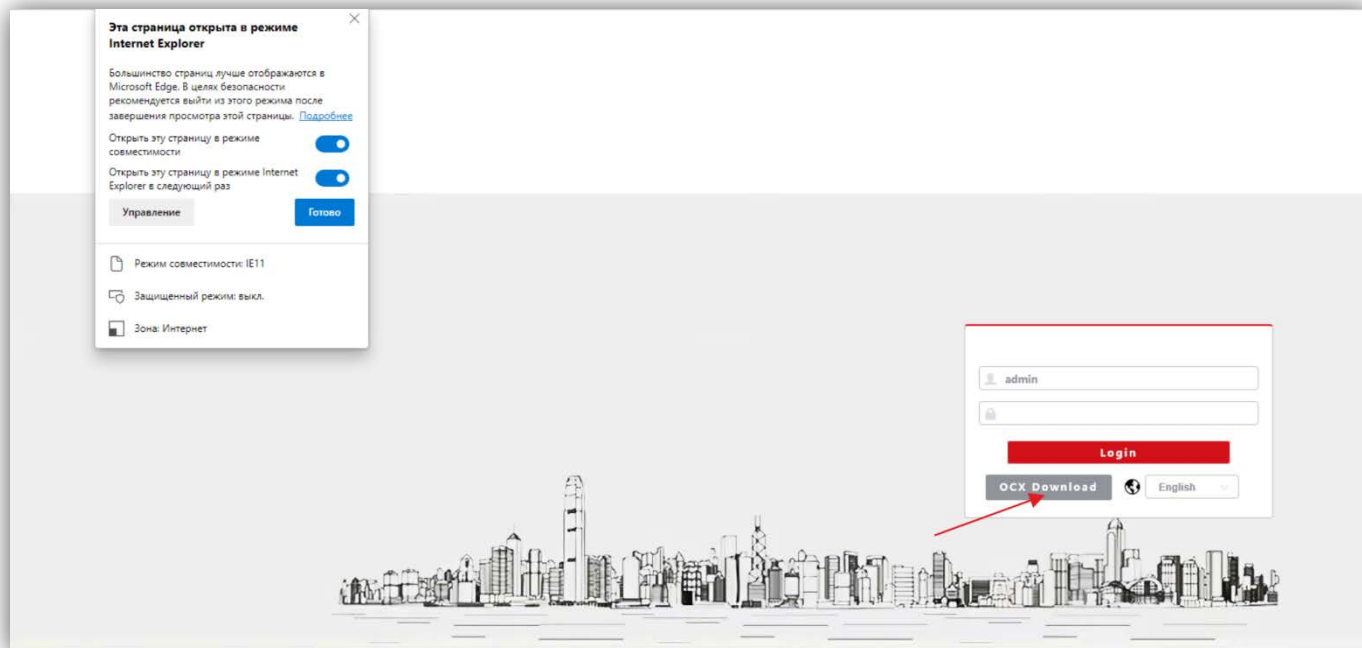 Эта страница открыта в режиме
Internet Explorer
Большинство страниц лучше отображаются в
Microsoft Edge. В целях безопасности
рекомендуется выйти из этого режима после
завершения просмотра этой страницы. Подробнее
Открыть эту страницу в режиме
совместимости
Открыть эту страницу в режиме Internet
Explorer в следующий раз
Управление
Готово
Режим совместимости: IE11
Защищенный режим: выкл.
Зона: Интернет
admin
Login
OCX Download
English